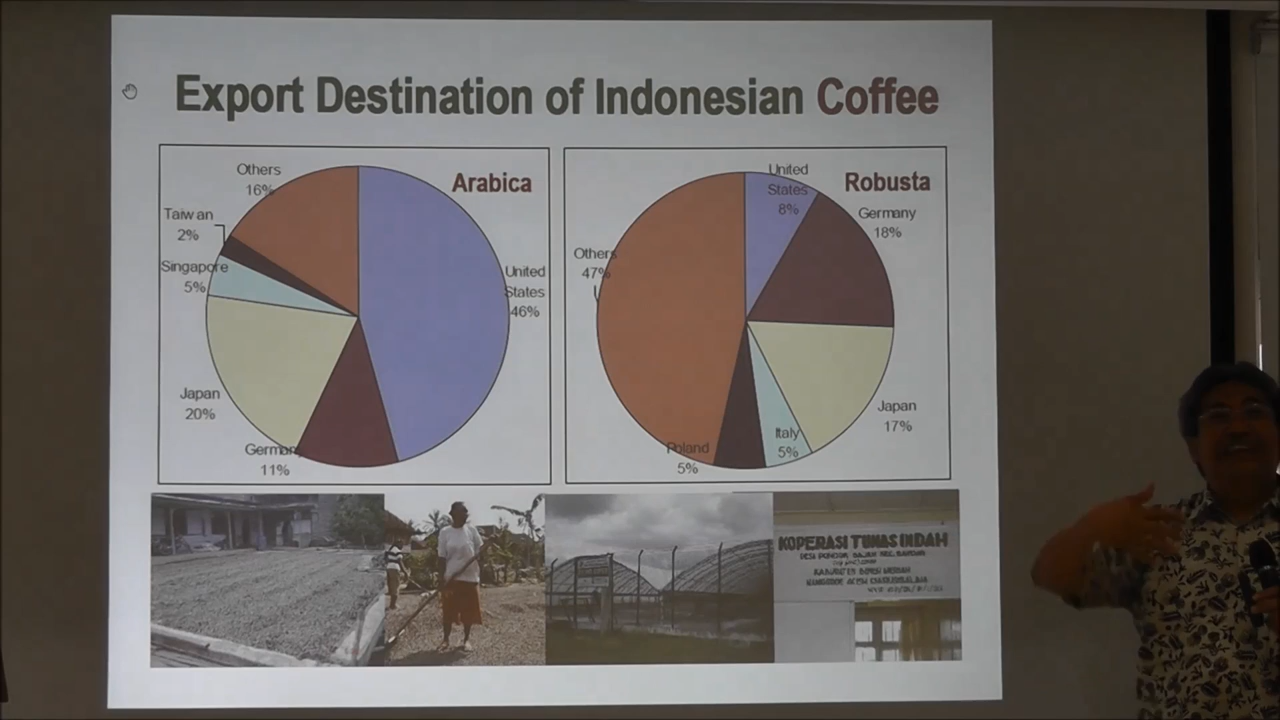 Export Destination of Indonesian Coffee
Arabica
Others
16%
Taiwan
2%
Singapore
5%
Japan
20%
Germany
11%
United
States
46%
Robusta
United
States
8%
Germany
18%
Others
47%
Japan
17%
Italy
5%
Poland
5%
KOPERASI TUNAS INDAH